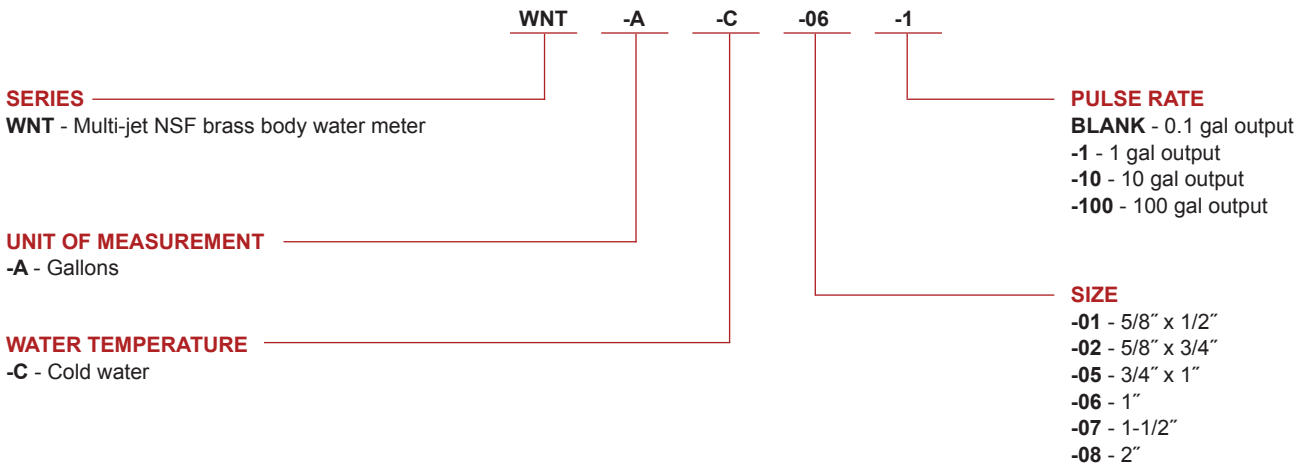 WNT -A -C -06 -1
SERIES
WNT - Multi-jet NSF brass body water meter
UNIT OF MEASUREMENT
-A - Gallons
WATER TEMPERATURE
-C - Cold water
PULSE RATE
BLANK - 0.1 gal output
-1 - 1 gal output
-10 - 10 gal output
-100 - 100 gal output
SIZE
-01 - 5/8˝ x 1/2˝
-02 - 5/8˝ x 3/4˝
-05 - 3/4˝ x 1˝
-06 - 1˝
-07 - 1-1/2˝
-08 - 2˝